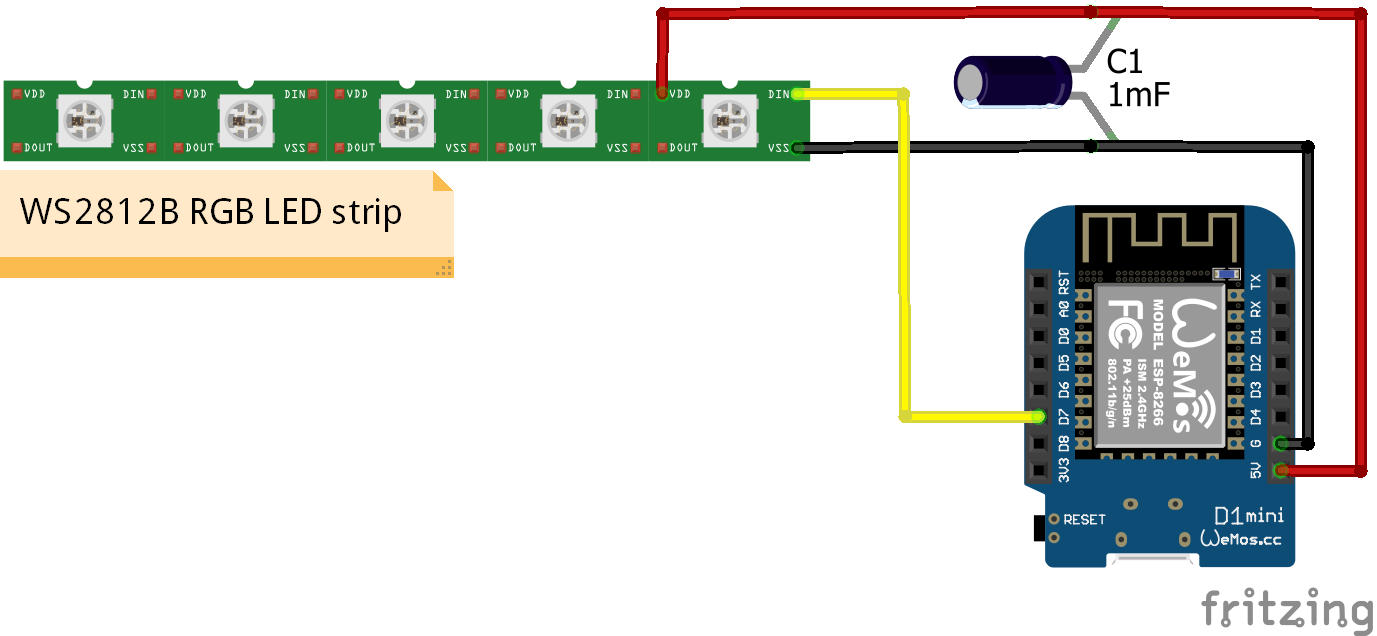 VDD DIN VDD DIN VDD DIN VDD DIN VDD DIN
DOUT VSS DOUT VSS DOUT VSS DOUT VSS DOUT VSS
C1
1mF
WS2812B RGB LED strip
RST
A0
D0
D5
D6
D7
D8
3V3
TX
RX
D1
D2
D3
D4
G
5V
WeMos
FC
MODEL ESP-8266
ISM 2.4GHz
PA +25dBm
802.11b/g/n
RESET
D1 mini
WeMos.cc
fritzing